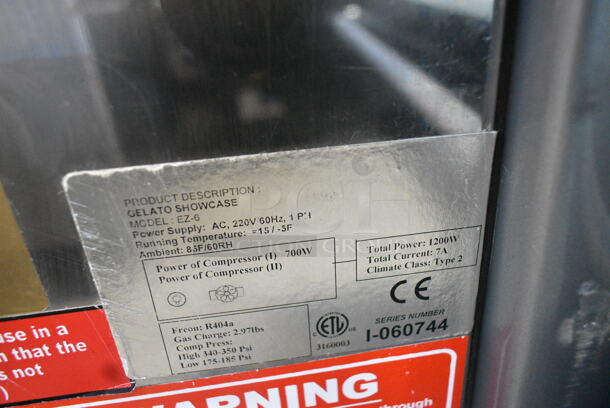 PRODUCT DESCRIPTION :
GELATO SHOWCASE
MODEL: EZ-6
Power Supply: AC, 220V/60Hz, 1 PH
Running Temperature: =15 / -5F
Ambient: 85F/60RH
Power of Compressor (I) 700W
Power of Compressor (II)
Total Power: 1200W
Total Current: 7A
Climate Class: Type 2
Freon: R404a
Gas Charge: 2.97lbs
Comp Press:
High 340-350 Psi
Low 175-185 Psi
ETL
3160003
CE
SERIES NUMBER
I-060744
use in a
n that the
s not
)
WARNING
through